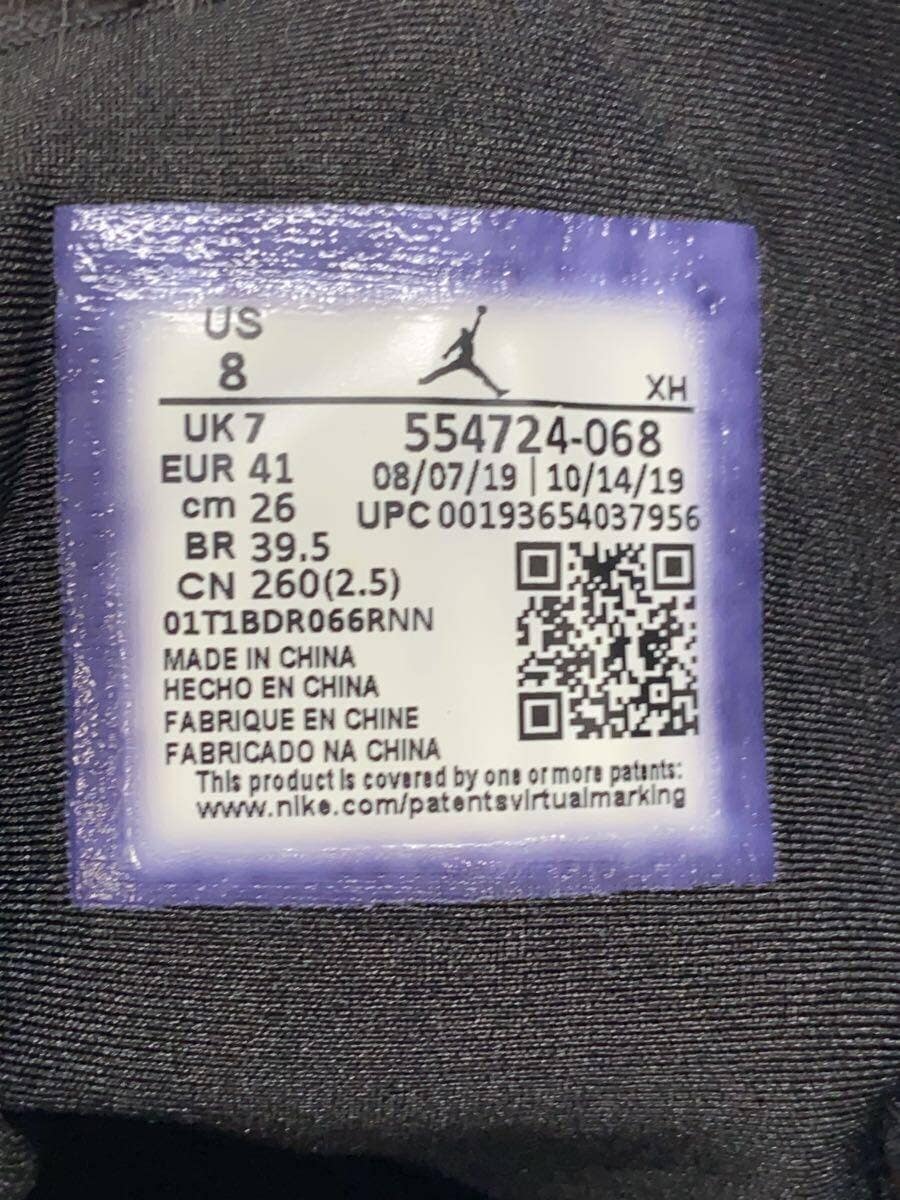 US
8
XH
UK 7
554724-068
EUR 41
08/07/19 | 10/14/19
cm 26
UPC 00193654037956
BR 39.5
CN 260(2.5)
01T1BDR066RNN
MADE IN CHINA
HECHO EN CHINA
FABRIQUE EN CHINE
FABRICADO NA CHINA
This product is covered by one or more patents:
www.nike.com/patentsvirtualmarking